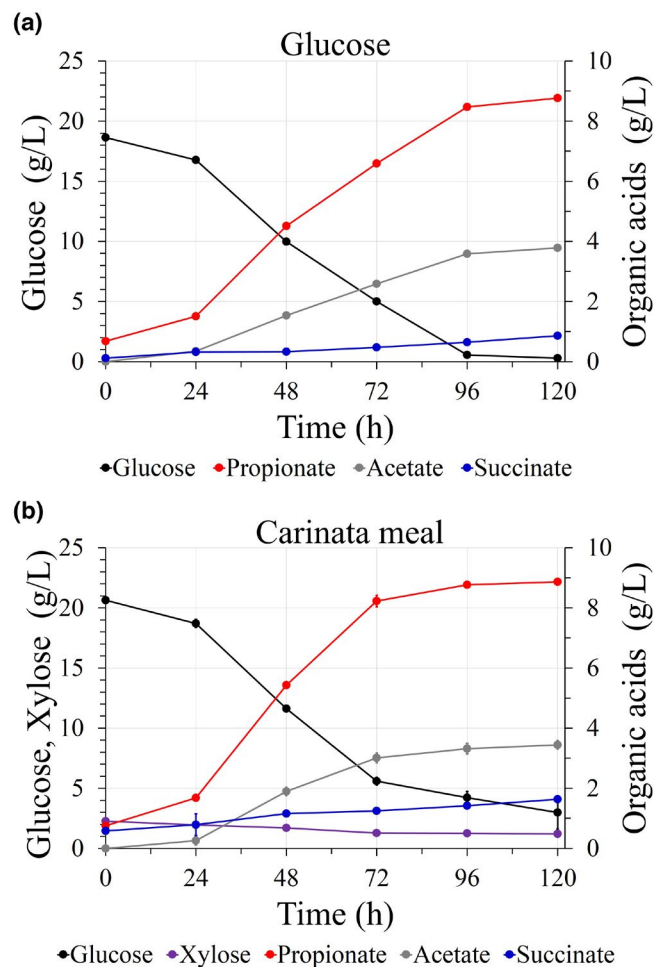 (a)
Glucose
25
20
15
10
5
0
Glucose (g/L)
10
8
6
4
2
0
Organic acids (g/L)
0 24 48 72 96 120
Time (h)
Glucose Propionate Acetate Succinate
(b)
Carinata meal
25
20
15
10
5
0
Glucose, Xylose (g/L)
10
8
6
4
2
0
Organic acids (g/L)
0 24 48 72 96 120
Time (h)
Glucose Xylose Propionate Acetate Succinate